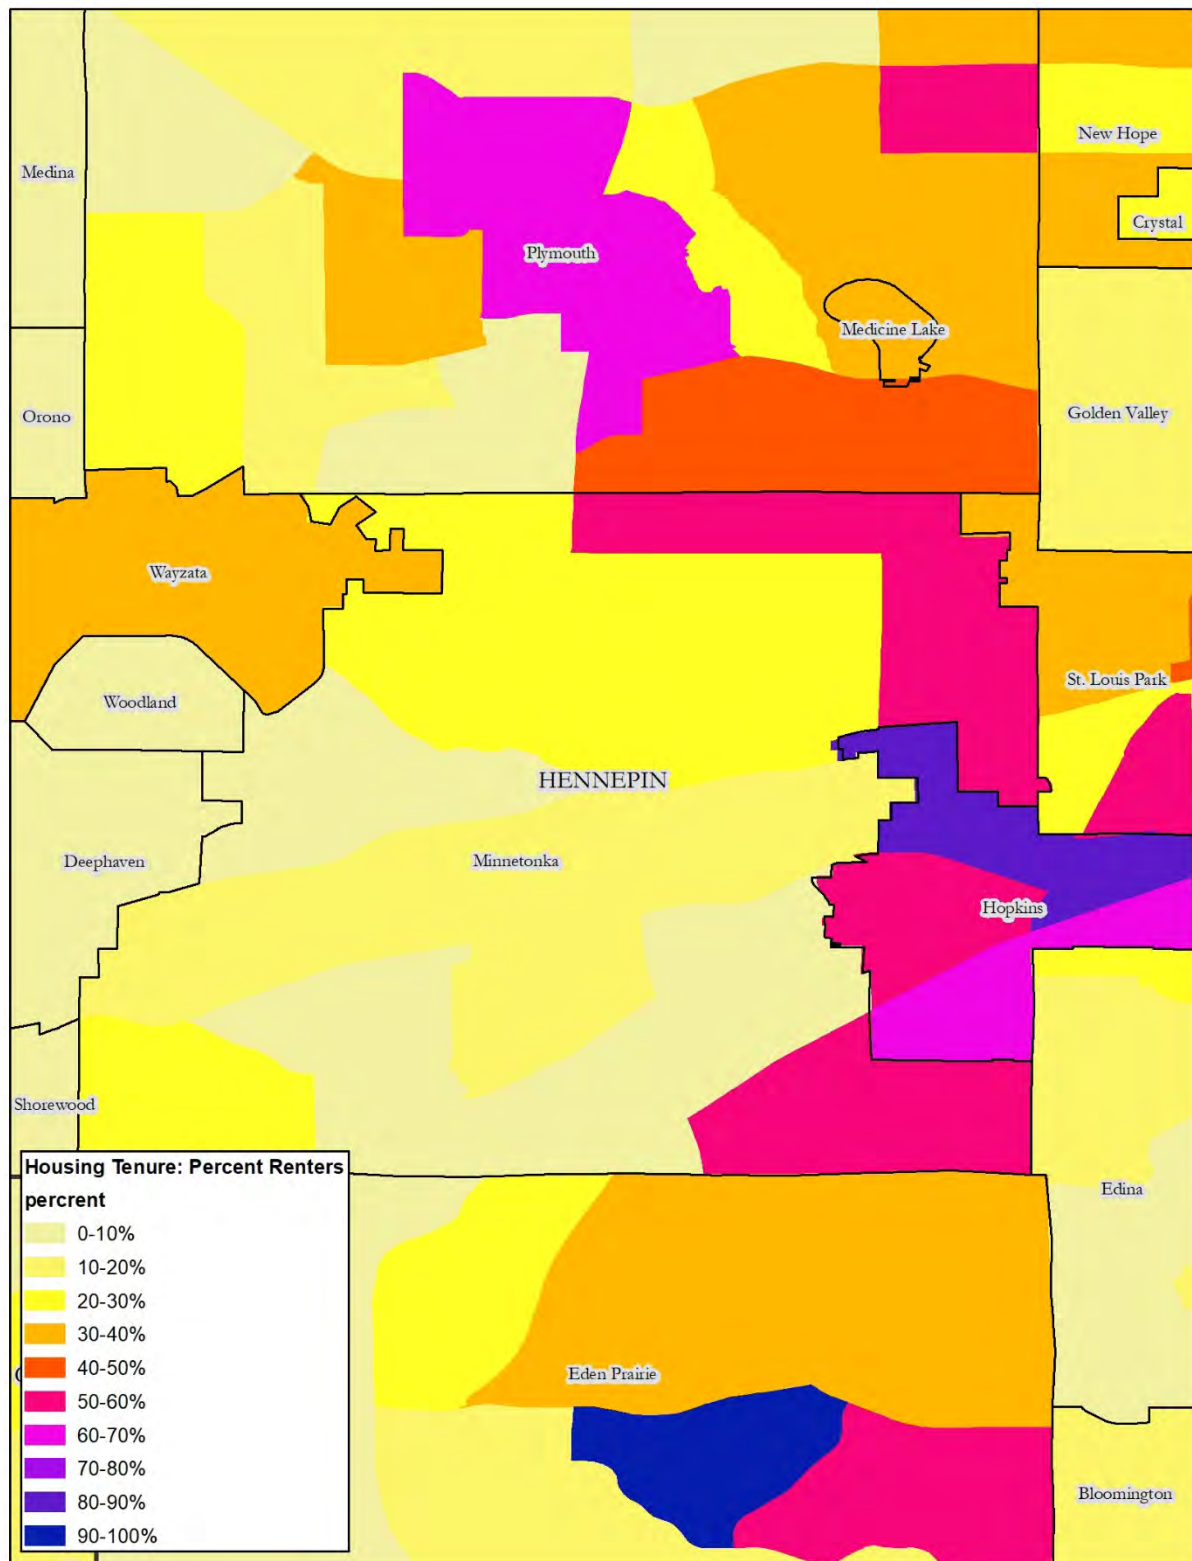 New Hope
Medina
Crystal
Plymouth
Medicine Lake
Orono
Golden Valley
Wayzata
St. Louis Park
Woodland
HENNEPIN
Deephaven
Minnetonka
Hopkins
Shorewood
Housing Tenure: Percent Renters
percrent
0-10%
10-20%
20-30%
30-40%
40-50%
50-60%
60-70%
70-80%
80-90%
90-100%
Edina
Eden Prairie
Bloomington